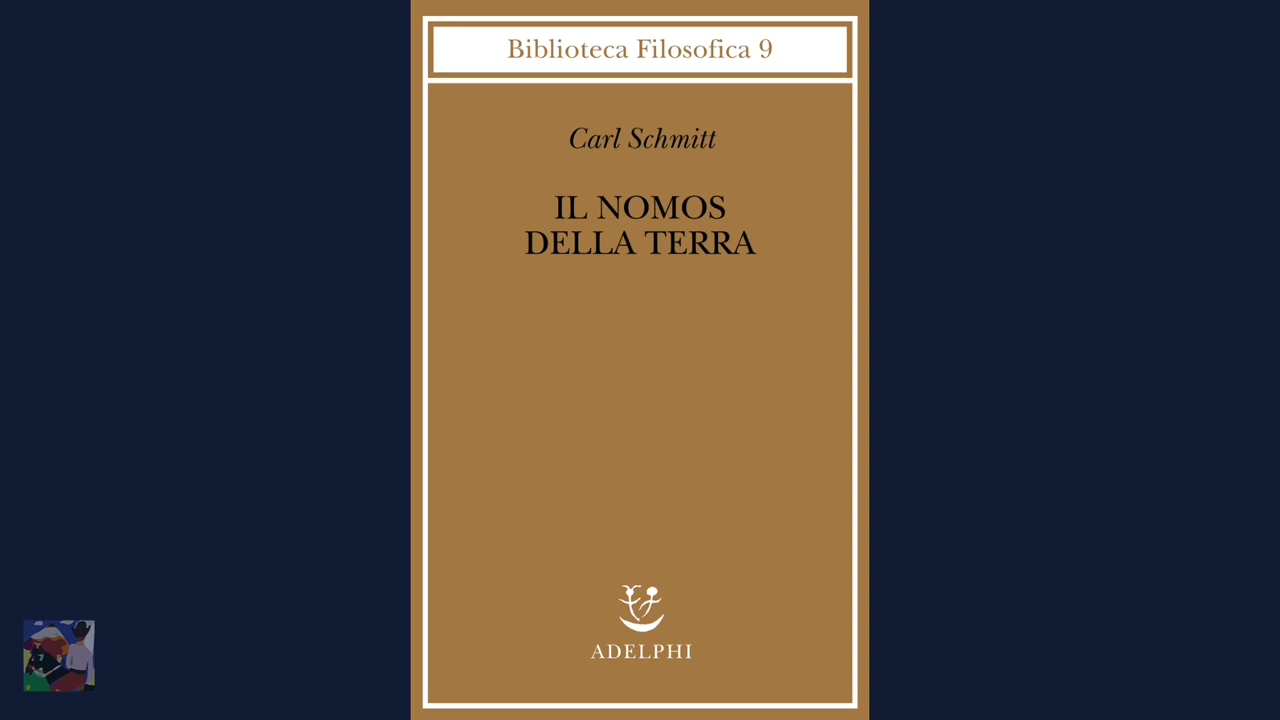 Biblioteca Filosofica 9
Carl Schmitt
IL NOMOS
DELLA TERRA
ADELPHI